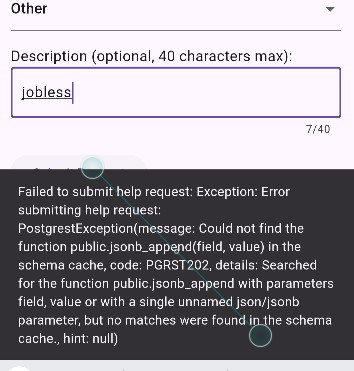 Other
Description (optional, 40 characters max):
jobless
7/40
Failed to submit help request: Exception: Error
submitting help request:
PostgrestException(message: Could not find the
function public.jsonb_append(field, value) in the
schema cache, code: PGRST202, details: Searched
for the function public.jsonb_append with parameters
field, value or with a single unnamed json/jsonb
parameter, but no matches were found in the schema
cache., hint: null)